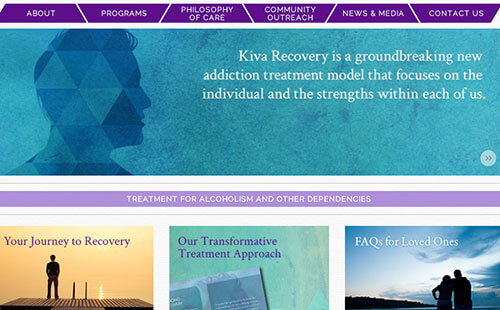 ABOUT
PROGRAMS
PHILOSOPHY
OF CARE
COMMUNITY
OUTREACH
NEWS & MEDIA
CONTACT US
Kiva Recovery is a groundbreaking new
addiction treatment model that focuses on the
individual and the strengths within each of us.
TREATMENT FOR ALCOHOLISM AND OTHER DEPENDENCIES
Your Journey to Recovery
Our Transformative
Treatment Approach
FAQs for Loved Ones